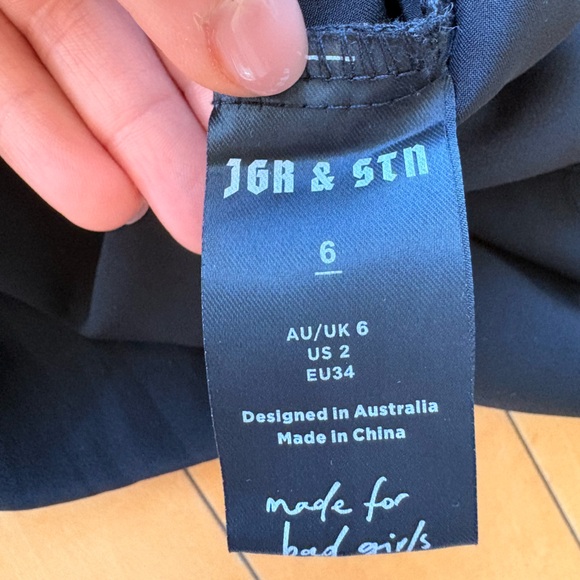 JGR & STN
6
AU/UK 6
US 2
EU34
Designed in Australia
Made in China
made for
bad girls